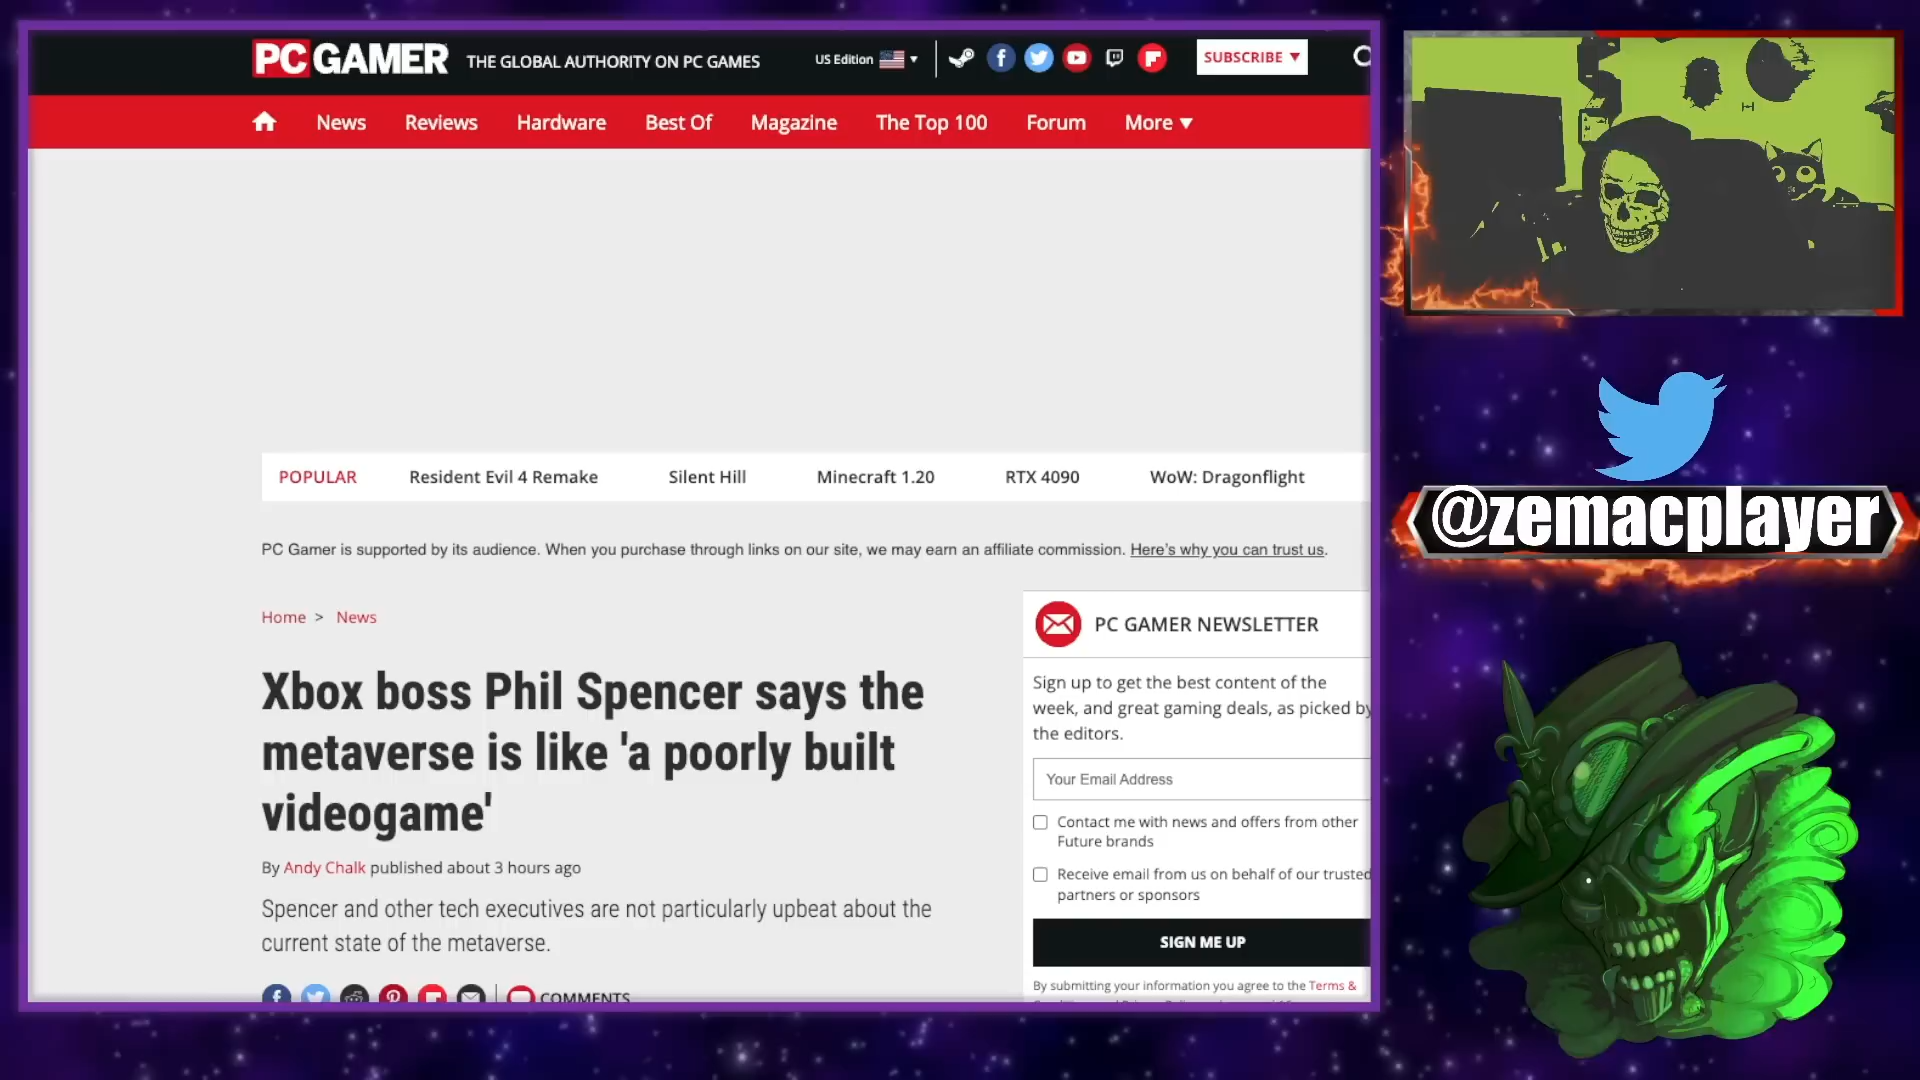 PC GAMER THE GLOBAL AUTHORITY ON PC GAMES US Edition SUBSCRIBE
News Reviews Hardware Best Of Magazine The Top 100 Forum More
POPULAR Resident Evil 4 Remake Silent Hill Minecraft 1.20 RTX 4090 WoW: Dragonflight
PC Gamer is supported by its audience. When you purchase through links on our site, we may earn an affiliate commission. Here's why you can trust us.
Home > News
Xbox boss Phil Spencer says the
metaverse is like 'a poorly built
videogame'
By Andy Chalk published about 3 hours ago
Spencer and other tech executives are not particularly upbeat about the
current state of the metaverse.
COMMENTS
PC GAMER NEWSLETTER
Sign up to get the best content of the
week, and great gaming deals, as picked by
the editors.
Your Email Address
Contact me with news and offers from other
Future brands
Receive email from us on behalf of our trusted
partners or sponsors
SIGN ME UP
By submitting your information you agree to the Terms &
@zemacplayer